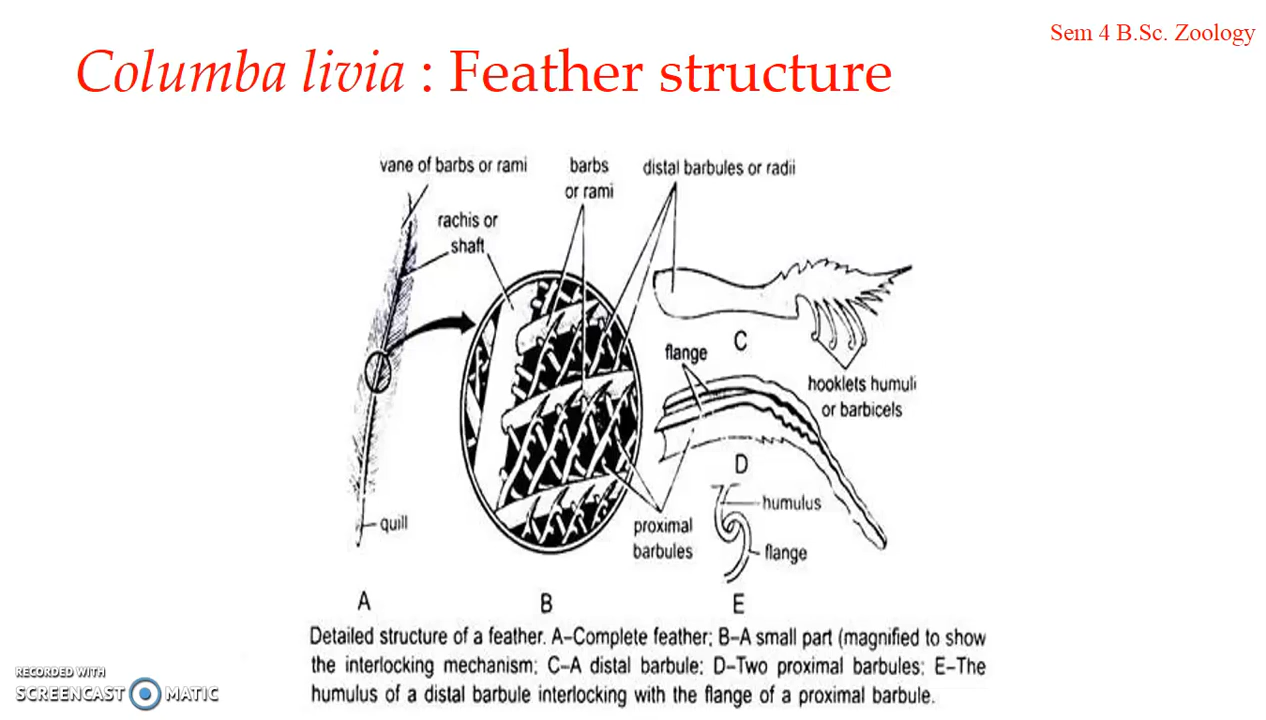 Sem 4 B.Sc. Zoology
Columba livia : Feather structure
vane of barbs or rami
barbs
or rami
distal barbules or radii
rachis or
shaft
C
flange
hooklets humuli
or barbicels
D
humulus
quill
proximal
barbules
flange
A
B
E
Detailed structure of a feather. A–Complete feather; B–A small part (magnified to show
the interlocking mechanism; C–A distal barbule; D–Two proximal barbules; E–The
humulus of a distal barbule interlocking with the flange of a proximal barbule.
RECORDED WITH
SCREENCAST MATIC